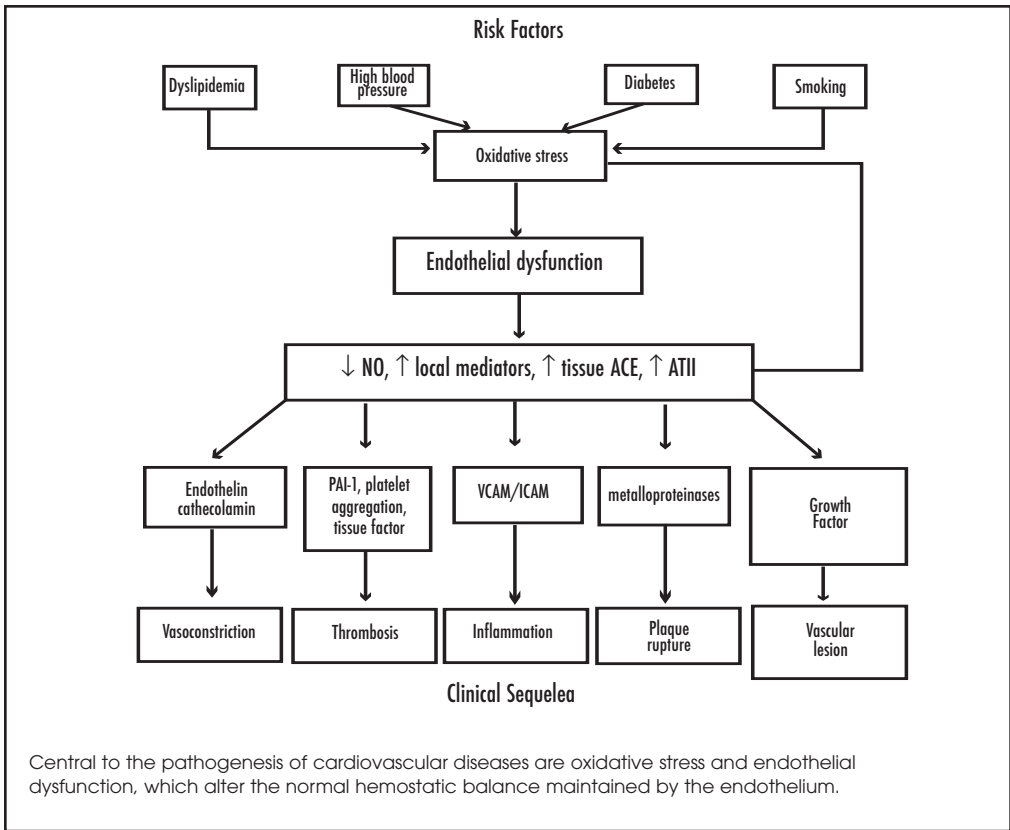 Risk Factors
Dyslipidemia
High blood
pressure
Diabetes
Smoking
Oxidative stress
Endothelial dysfunction
↓ NO, ↑ local mediators, ↑ tissue ACE, ↑ ATII
Endothelin
cathecolamin
PAI-1, platelet
aggregation,
tissue factor
VCAM/ICAM
metalloproteinases
Growth
Factor
Vasoconstriction
Thrombosis
Inflammation
Plaque
rupture
Vascular
lesion
Clinical Sequelea
Central to the pathogenesis of cardiovascular diseases are oxidative stress and endothelial
dysfunction, which alter the normal hemostatic balance maintained by the endothelium.